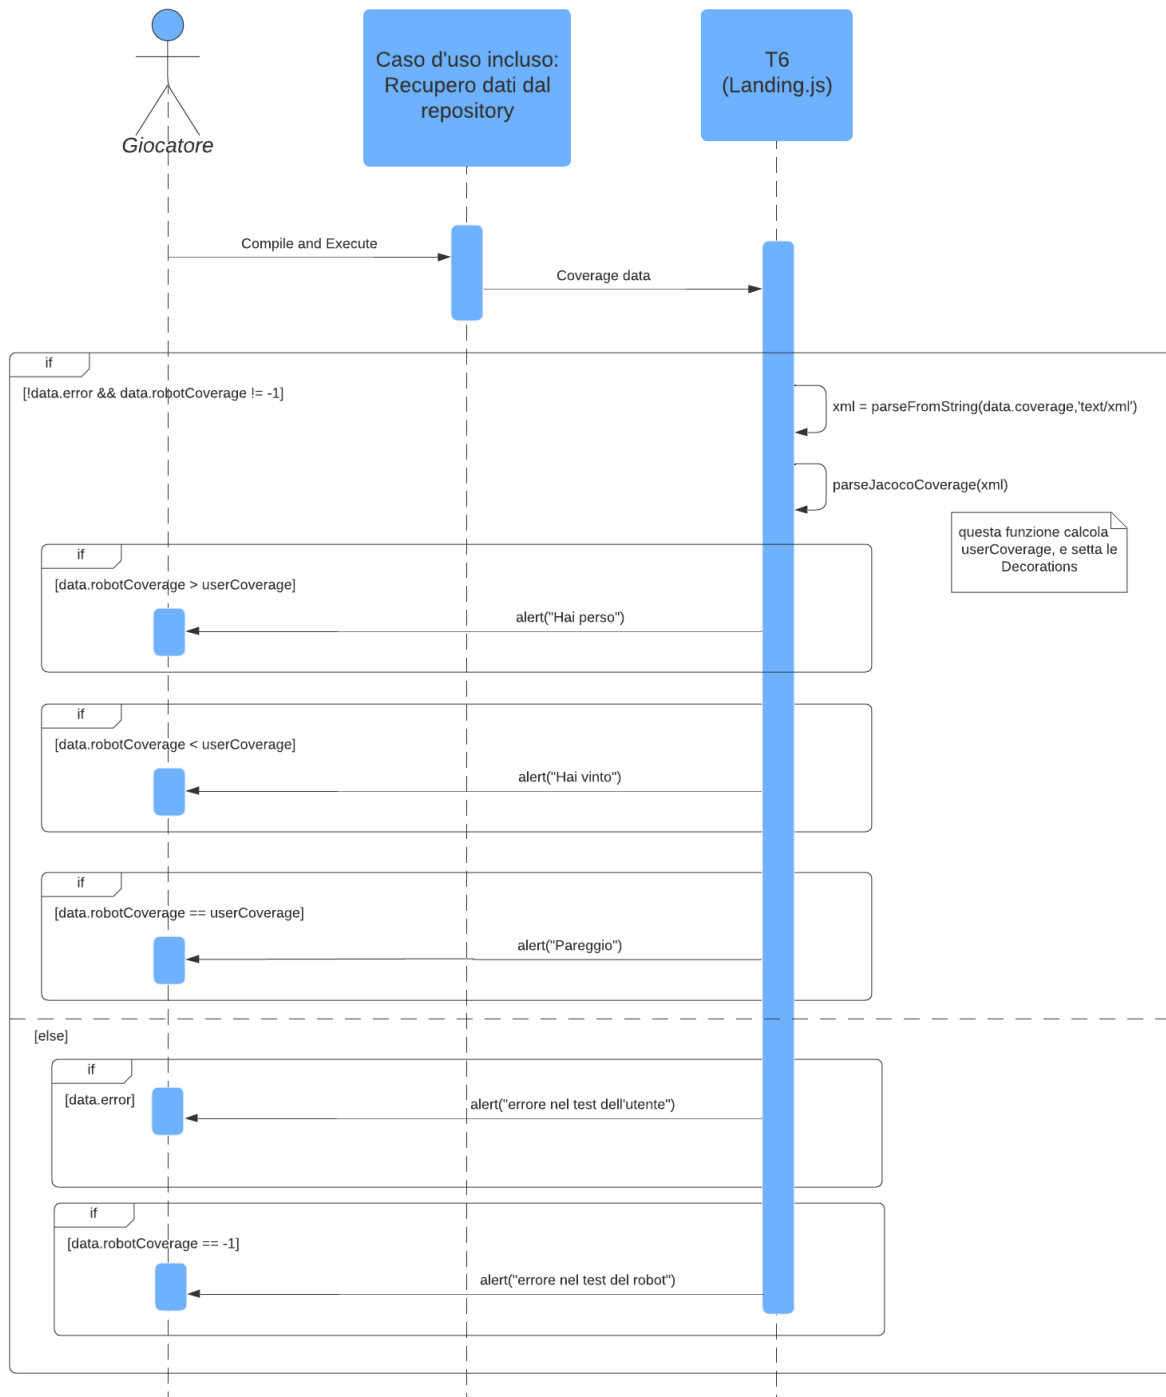 Giocatore
Caso d'uso incluso:
Recupero dati dal
repository
T6
(Landing.js)
Compile and Execute
Coverage data
if
[!data.error && data.robotCoverage != -1]
xml = parseFromString(data.coverage,'text/xml')
parseJacocoCoverage(xml)
questa funzione calcola
userCoverage, e setta le
Decorations
if
[data.robotCoverage > userCoverage]
alert("Hai perso")
if
[data.robotCoverage < userCoverage]
alert("Hai vinto")
if
[data.robotCoverage == userCoverage]
alert("Pareggio")
[else]
if
[data.error]
alert("errore nel test dell'utente")
if
[data.robotCoverage == -1]
alert("errore nel test del robot")